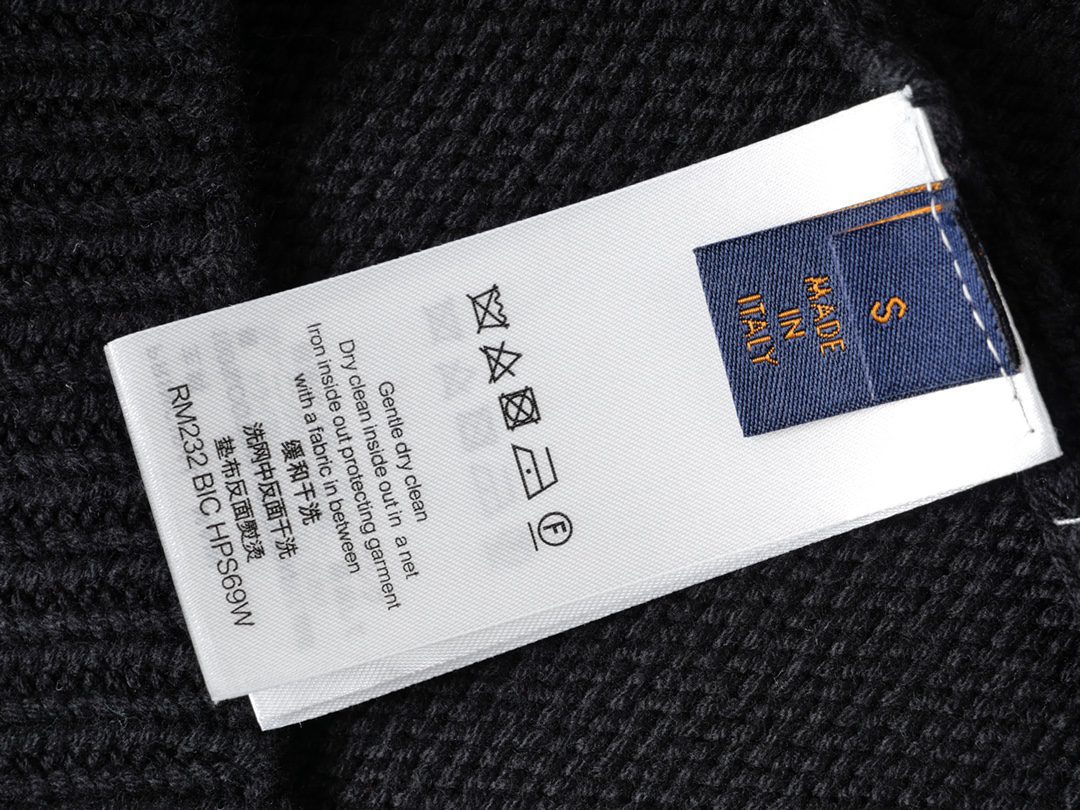 Gentle dry clean
Dry clean inside out in a net
Iron inside out protecting garment
with a fabric in between
缓和干洗
洗网中反面干洗
垫布反面熨烫
RM232 BIC HPS69W
F
S
MADE
IN
ITALY